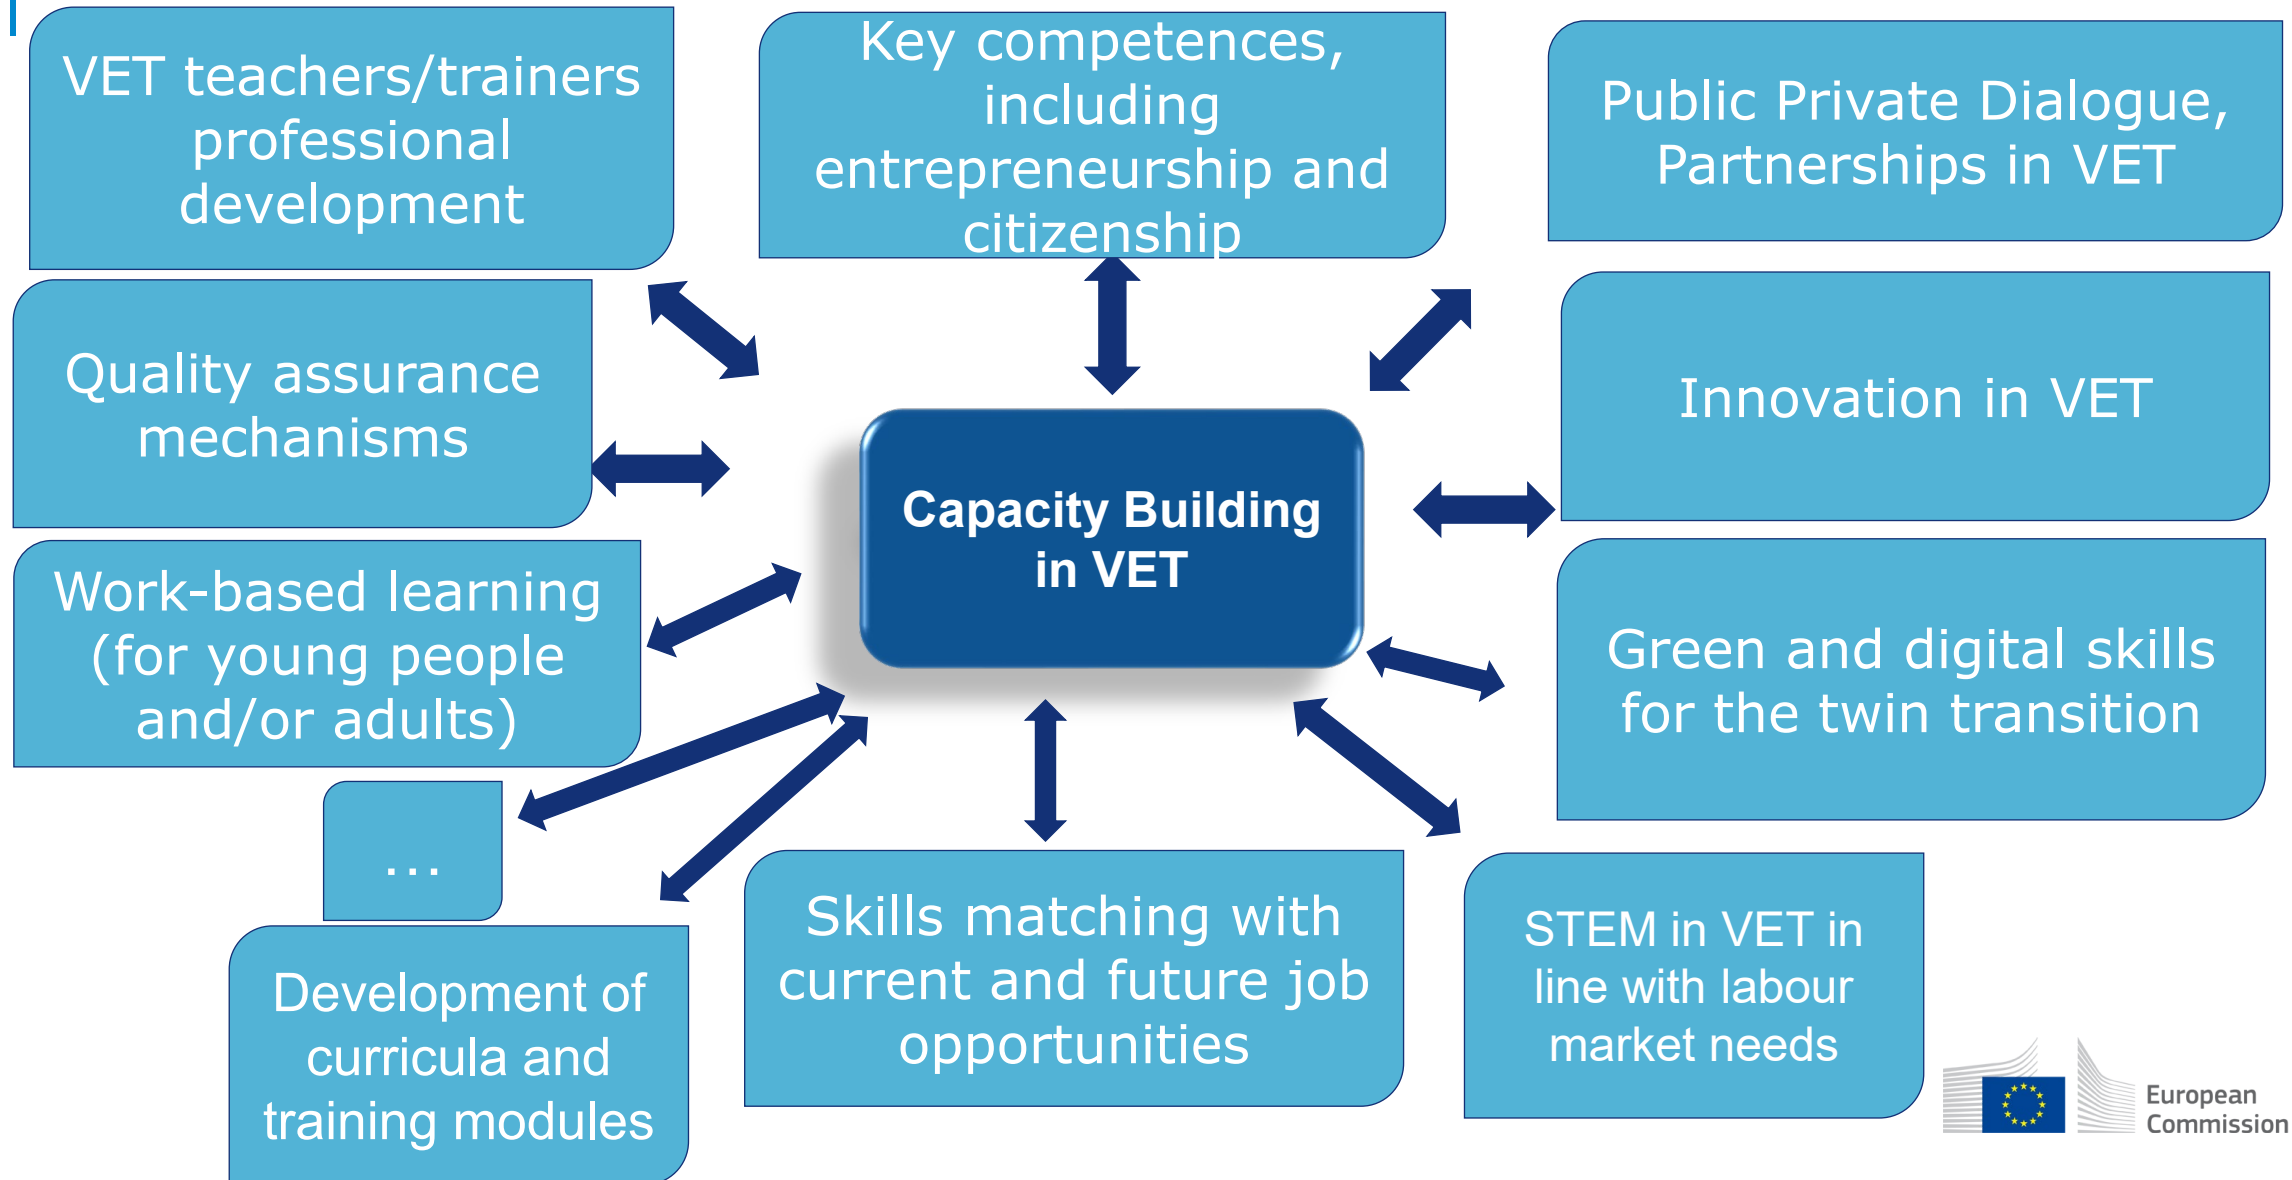 VET teachers/trainers
professional
development
Key competences,
including
entrepreneurship and
citizenship
Public Private Dialogue,
Partnerships in VET
Quality assurance
mechanisms
Innovation in VET
Capacity Building
in VET
Work-based learning
(for young people
and/or adults)
Green and digital skills
for the twin transition
...
Development of
curricula and
training modules
Skills matching with
current and future job
opportunities
STEM in VET in
line with labour
market needs
European
Commission